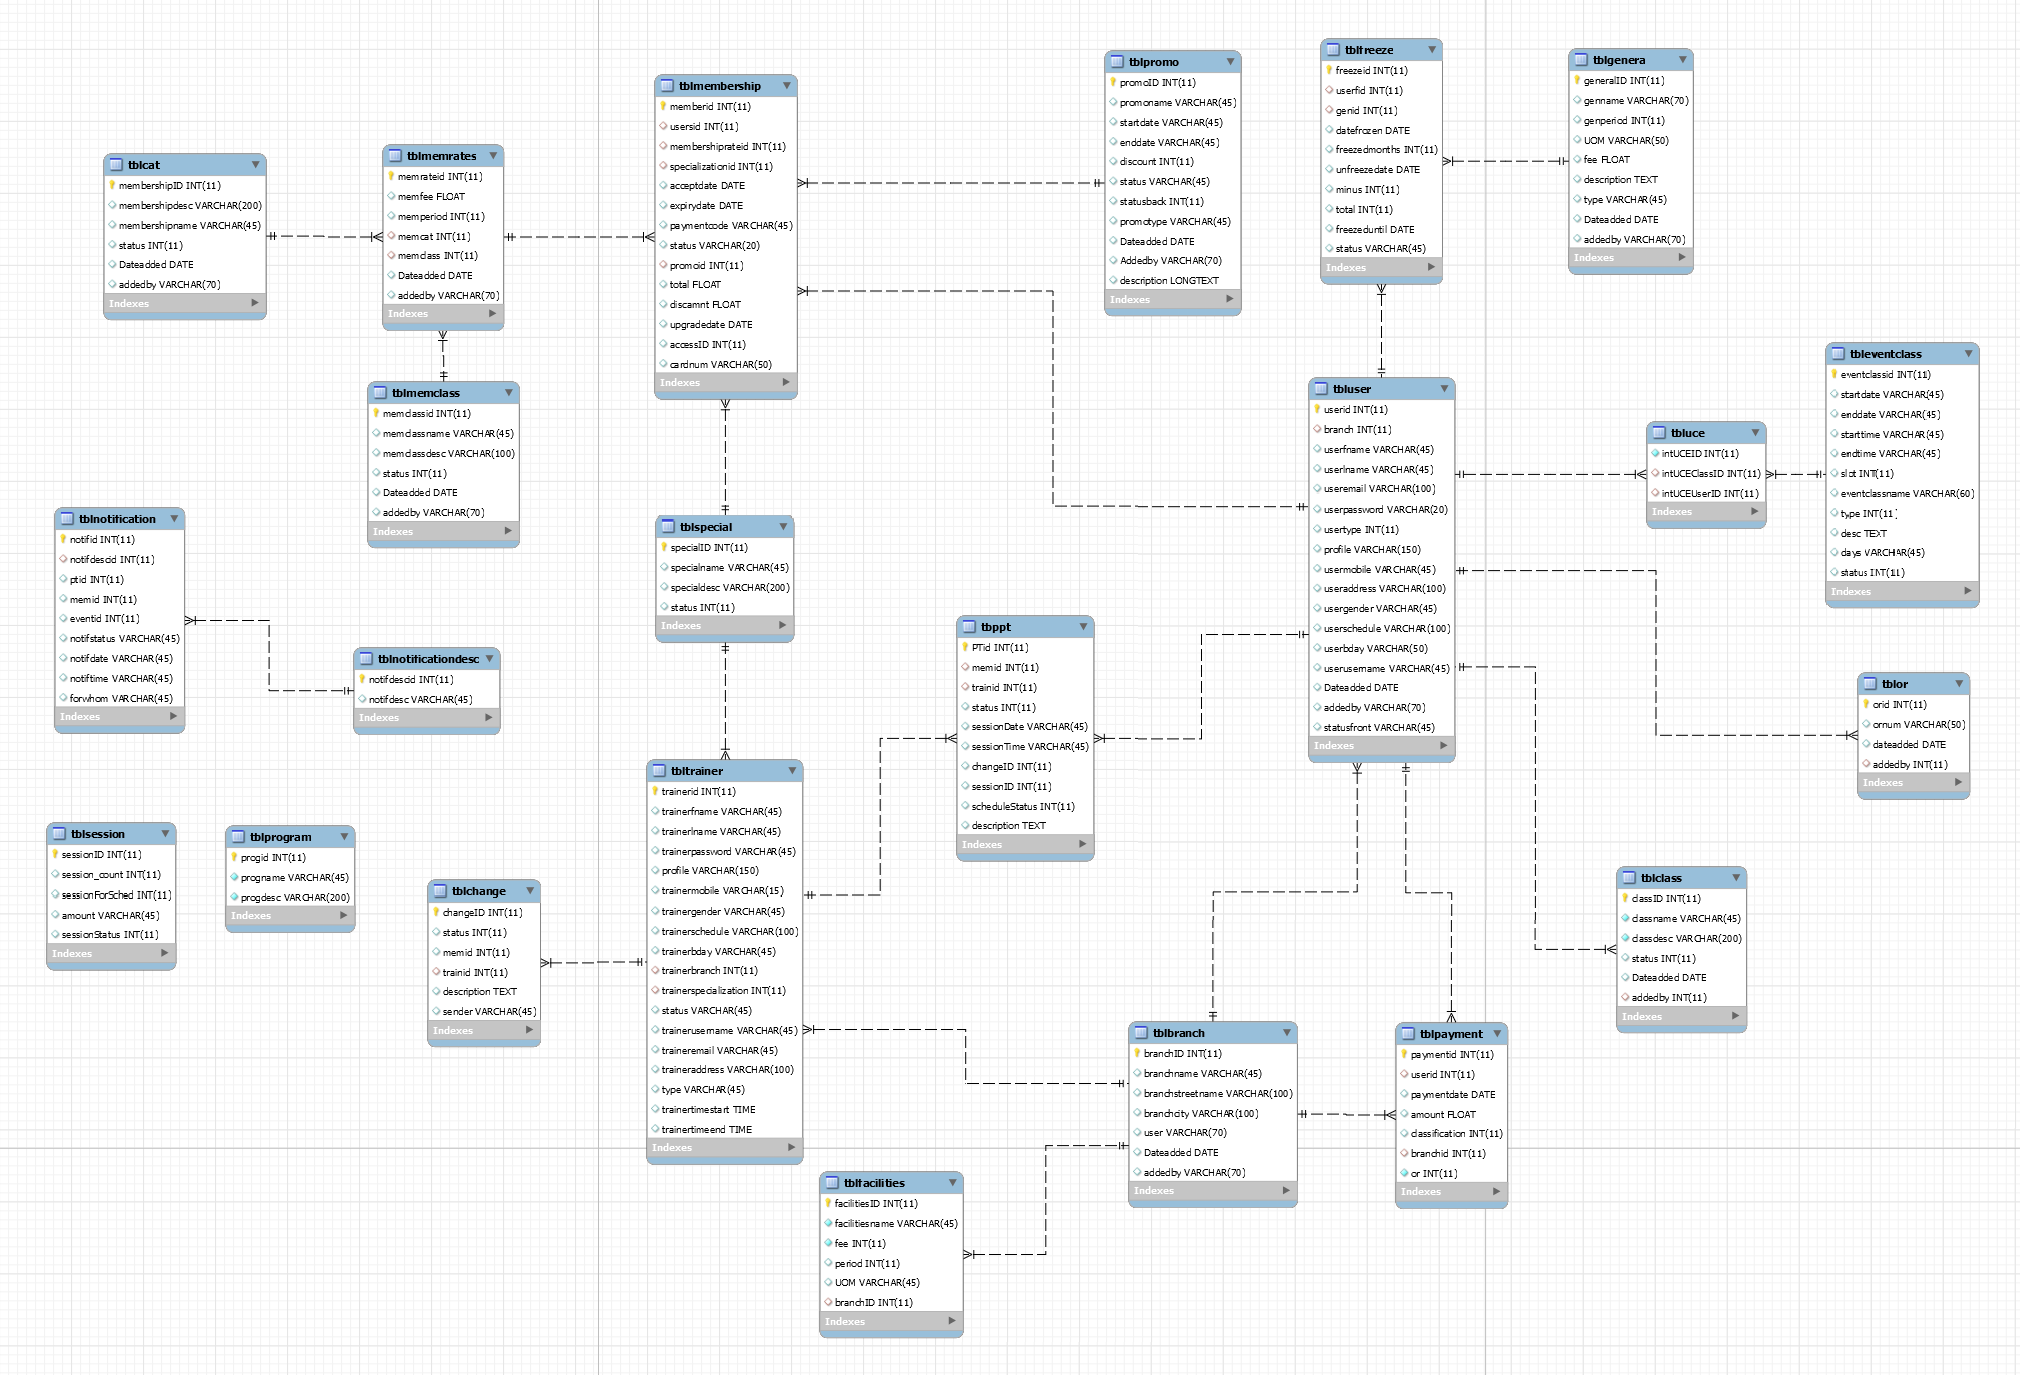 tblcat
membershipID INT(11)
membershipdesc VARCHAR(200)
membershipname VARCHAR(45)
status INT(11)
Dateadded DATE
addedby VARCHAR(70)
Indexes
tblmemrates
memrateid INT(11)
memfee FLOAT
memperiod INT(11)
memcat INT(11)
memclass INT(11)
Dateadded DATE
addedby VARCHAR(70)
Indexes
tblmembership
memberid INT(11)
usersid INT(11)
membershiprateid INT(11)
specializationid INT(11)
acceptdate DATE
expirydate DATE
paymentcode VARCHAR(45)
status VARCHAR(20)
promoid INT(11)
total FLOAT
discamnt FLOAT
upgradedate DATE
accessID INT(11)
cardnum VARCHAR(50)
Indexes
tblpromo
promoID INT(11)
promoname VARCHAR(45)
startdate VARCHAR(45)
enddate VARCHAR(45)
discount INT(11)
status VARCHAR(45)
statusback INT(11)
promotype VARCHAR(45)
Dateadded DATE
Addedby VARCHAR(70)
description LONGTEXT
Indexes
tblfreeze
freezeid INT(11)
userfid INT(11)
genid INT(11)
datefrozen DATE
freezedmonths INT(11)
unfreezedate DATE
minus INT(11)
total INT(11)
freezeduntil DATE
status VARCHAR(45)
Indexes
tblgenera
generalID INT(11)
genname VARCHAR(70)
genperiod INT(11)
UOM VARCHAR(50)
fee FLOAT
description TEXT
type VARCHAR(45)
Dateadded DATE
addedby VARCHAR(70)
Indexes
tblmemclass
memclassid INT(11)
memclassname VARCHAR(45)
memclassdesc VARCHAR(100)
status INT(11)
Dateadded DATE
addedby VARCHAR(70)
Indexes
tbluser
userid INT(11)
branch INT(11)
userfname VARCHAR(45)
userlname VARCHAR(45)
useremail VARCHAR(100)
userpassword VARCHAR(20)
usertype INT(11)
profile VARCHAR(150)
usermobile VARCHAR(45)
useraddress VARCHAR(100)
usergender VARCHAR(45)
userschedule VARCHAR(100)
userbday VARCHAR(50)
userusername VARCHAR(45)
Dateadded DATE
addedby VARCHAR(70)
statusfront VARCHAR(45)
Indexes
tbluce
intUCEID INT(11)
intUCEClassID INT(11)
intUCEUserID INT(11)
Indexes
tbleventclass
eventclassid INT(11)
startdate VARCHAR(45)
enddate VARCHAR(45)
starttime VARCHAR(45)
endtime VARCHAR(45)
slot INT(11)
eventclassname VARCHAR(60)
type INT(11)
desc TEXT
days VARCHAR(45)
status INT(11)
Indexes
tblnotification
notifid INT(11)
notifdescid INT(11)
ptid INT(11)
memid INT(11)
eventid INT(11)
notifstatus VARCHAR(45)
notifdate VARCHAR(45)
notiftime VARCHAR(45)
forwhom VARCHAR(45)
Indexes
tblnotificationdesc
notifdescid INT(11)
notifdesc VARCHAR(45)
Indexes
tblspecial
specialID INT(11)
specialname VARCHAR(45)
specialdesc VARCHAR(200)
status INT(11)
Indexes
tblppt
PTid INT(11)
memid INT(11)
trainid INT(11)
status INT(11)
sessionDate VARCHAR(45)
sessionTime VARCHAR(45)
changeID INT(11)
sessionID INT(11)
scheduleStatus INT(11)
description TEXT
Indexes
tblor
orid INT(11)
ornum VARCHAR(50)
dateadded DATE
addedby INT(11)
Indexes
tblsession
sessionID INT(11)
session_count INT(11)
sessionForSched INT(11)
amount VARCHAR(45)
sessionStatus INT(11)
Indexes
tblprogram
progid INT(11)
progname VARCHAR(45)
progdesc VARCHAR(200)
Indexes
tblchange
changeID INT(11)
status INT(11)
memid INT(11)
trainid INT(11)
description TEXT
sender VARCHAR(45)
Indexes
tbltrainer
trainerid INT(11)
trainerfname VARCHAR(45)
trainerlname VARCHAR(45)
trainerpassword VARCHAR(45)
profile VARCHAR(150)
trainermobile VARCHAR(15)
trainergender VARCHAR(45)
trainerschedule VARCHAR(100)
trainerbday VARCHAR(45)
trainerbranch INT(11)
trainerspecialization INT(11)
status VARCHAR(45)
trainerusername VARCHAR(45)
traineremail VARCHAR(45)
traineraddress VARCHAR(100)
type VARCHAR(45)
trainertimestart TIME
trainertimeend TIME
Indexes
tblclass
classID INT(11)
classname VARCHAR(45)
classdesc VARCHAR(200)
status INT(11)
Dateadded DATE
addedby INT(11)
Indexes
tblbranch
branchID INT(11)
branchname VARCHAR(45)
branchstreetname VARCHAR(100)
branchcity VARCHAR(100)
user VARCHAR(70)
Dateadded DATE
addedby VARCHAR(70)
Indexes
tblpayment
paymentid INT(11)
userid INT(11)
paymentdate DATE
amount FLOAT
classification INT(11)
branchid INT(11)
or INT(11)
Indexes
tblfacilities
facilitiesID INT(11)
facilitiesname VARCHAR(45)
fee INT(11)
period INT(11)
UOM VARCHAR(45)
branchID INT(11)
Indexes